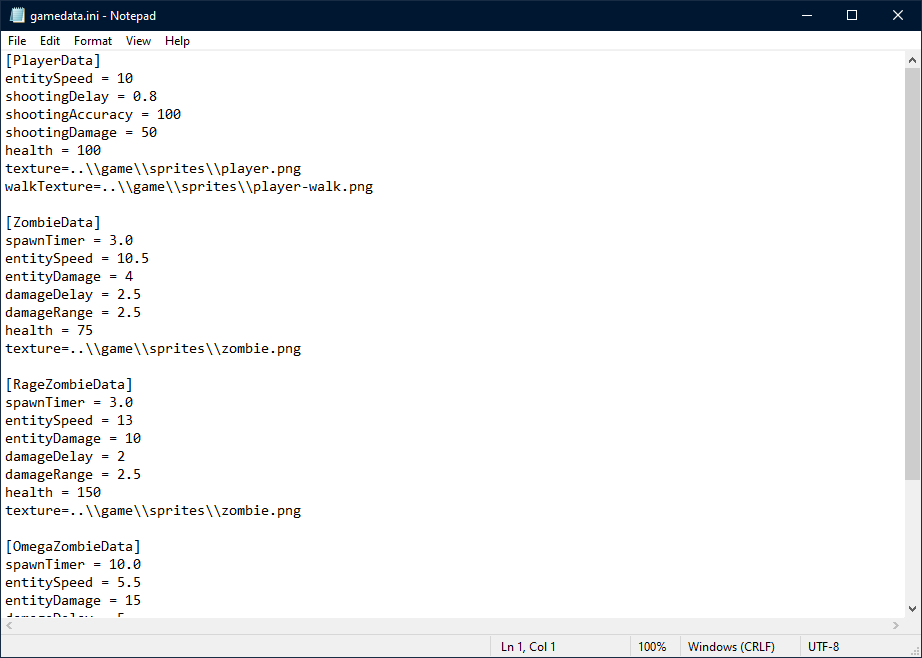 gamedata.ini - Notepad
File Edit Format View Help
[PlayerData]
entitySpeed = 10
shootingDelay = 0.8
shootingAccuracy = 100
shootingDamage = 50
health = 100
texture=..\\game\\sprites\\player.png
walkTexture=..\\game\\sprites\\player-walk.png

[ZombieData]
spawnTimer = 3.0
entitySpeed = 10.5
entityDamage = 4
damageDelay = 2.5
damageRange = 2.5
health = 75
texture=..\\game\\sprites\\zombie.png

[RageZombieData]
spawnTimer = 3.0
entitySpeed = 13
entityDamage = 10
damageDelay = 2
damageRange = 2.5
health = 150
texture=..\\game\\sprites\\zombie.png

[OmegaZombieData]
spawnTimer = 10.0
entitySpeed = 5.5
entityDamage = 15
Ln 1, Col 1 100% Windows (CRLF) UTF-8